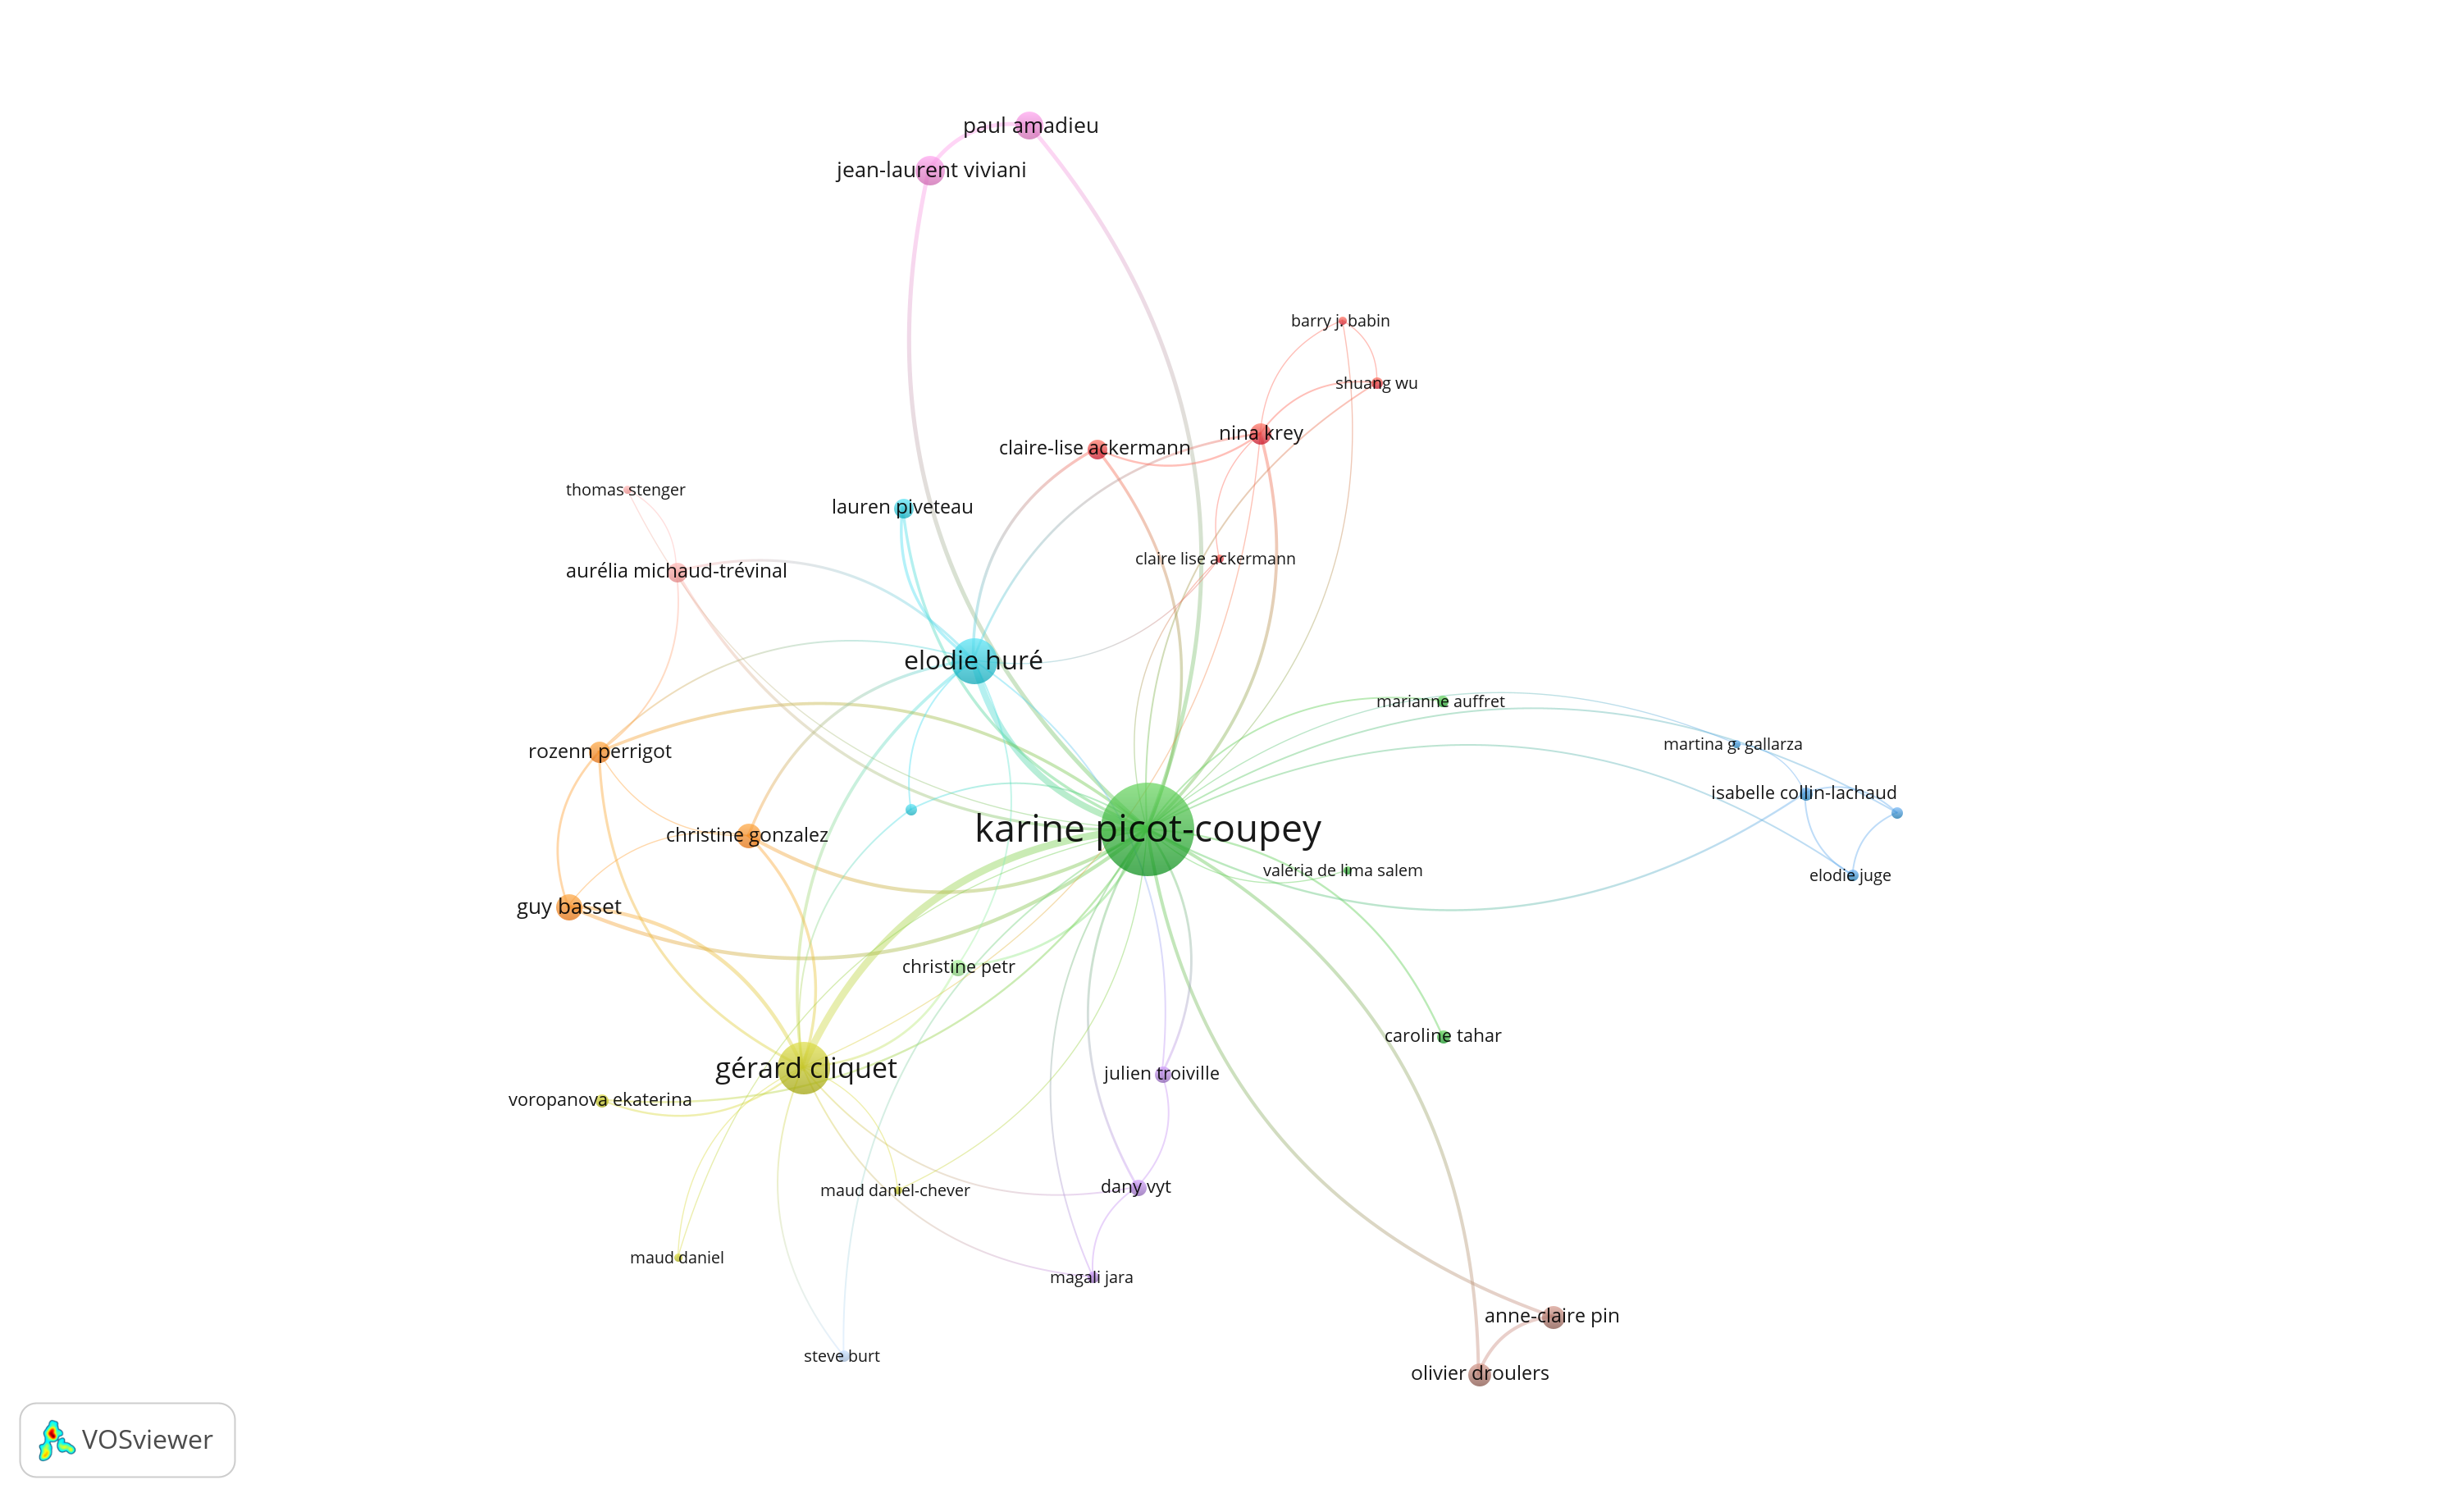 paul amadieu
jean-laurent viviani
barry j. babin
shuang wu
nina krey
claire-lise ackermann
thomas stenger
lauren piveteau
claire lise ackermann
aurélia michaud-trévinal
elodie huré
marianne auffret
martina g. gallarza
rozenn perrigot
isabelle collin-lachaud
karine picot-coupey
christine gonzalez
valéria de lima salem
elodie juge
guy basset
christine petr
caroline tahar
gérard cliquet
julien troiville
voropanova ekaterina
dany vyt
maud daniel-chever
maud daniel
magali jara
anne-claire pin
steve burt
olivier droulers
VOSviewer